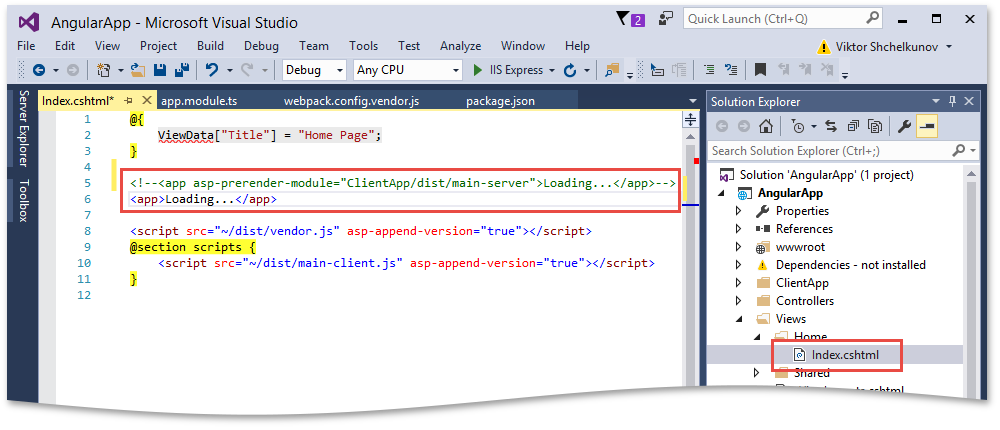 AngularApp - Microsoft Visual Studio
2
Quick Launch (Ctrl+Q)
File Edit View Project Build Debug Team Tools Test Analyze Window Help
Viktor Shchelkunov
Debug Any CPU IIS Express
Server Explorer
Toolbox
Index.cshtml* app.module.ts webpack.config.vendor.js package.json
1 @{
2 ViewData["Title"] = "Home Page";
3 }
4
5 <!--<app asp-prerender-module="ClientApp/dist/main-server">Loading...</app>-->
6 <app>Loading...</app>
7
8 <script src="~/dist/vendor.js" asp-append-version="true"></script>
9 @section scripts {
10 <script src="~/dist/main-client.js" asp-append-version="true"></script>
11 }
12
Solution Explorer
Search Solution Explorer (Ctrl+;)
Solution 'AngularApp' (1 project)
AngularApp
Properties
References
wwwroot
Dependencies - not installed
ClientApp
Controllers
Views
Home
Index.cshtml
Shared